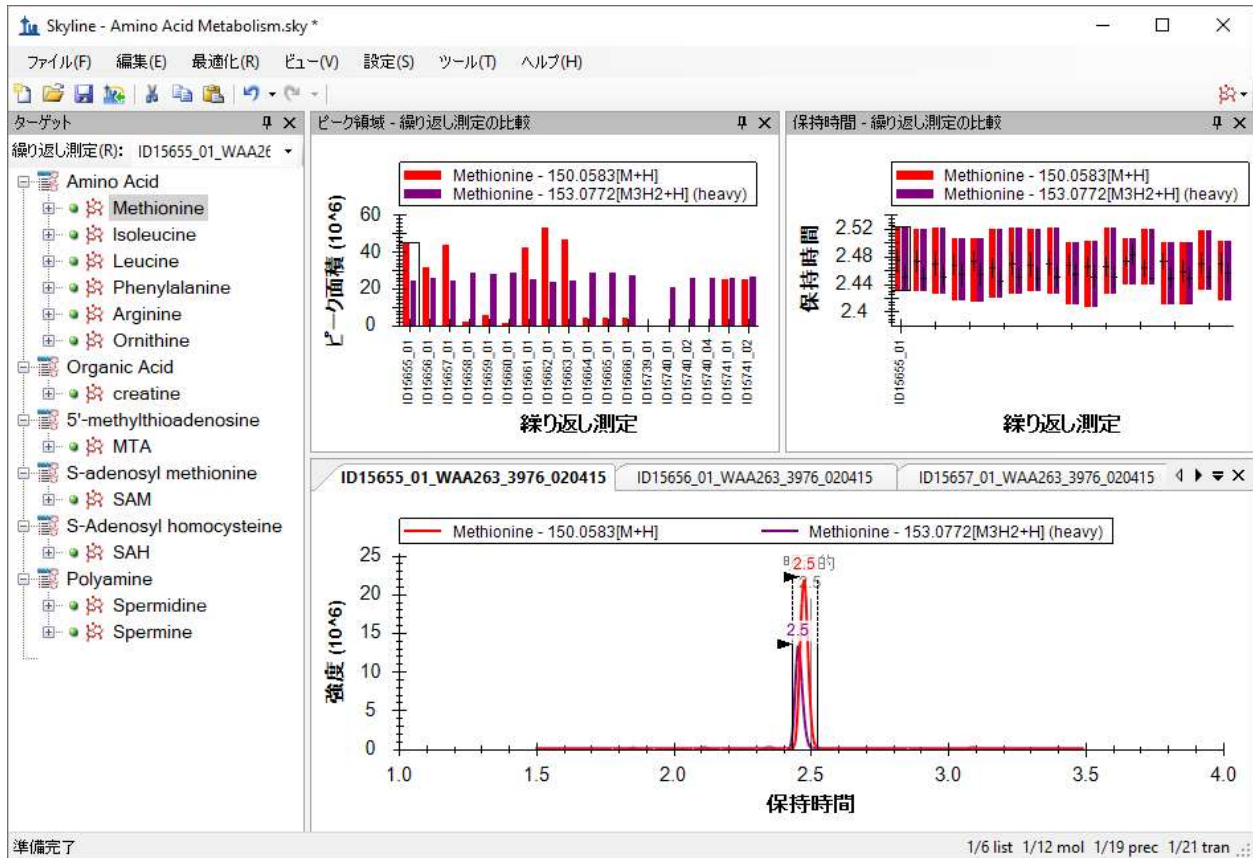 Skyline - Amino Acid Metabolism.sky *
ファイル(F) 編集(E) 最適化(R) ビュー(V) 設定(S) ツール(T) ヘルプ(H)
ターゲット
繰り返し測定(R): ID15655_01_WAA26
Amino Acid
Methionine
Isoleucine
Leucine
Phenylalanine
Arginine
Ornithine
Organic Acid
creatine
5'-methylthioadenosine
MTA
S-adenosyl methionine
SAM
S-Adenosyl homocysteine
SAH
Polyamine
Spermidine
Spermine
ピーク領域 - 繰り返し測定の比較
Methionine - 150.0583[M+H]
Methionine - 153.0772[M3H2+H] (heavy)
ピーク面積 (10^6)
60
40
20
0
ID15655_01
ID15656_01
ID15657_01
ID15658_01
ID15659_01
ID15660_01
ID15661_01
ID15662_01
ID15663_01
ID15664_01
ID15665_01
ID15666_01
ID15739_01
ID15740_01
ID15740_02
ID15740_04
ID15741_01
ID15741_02
繰り返し測定
保持時間 - 繰り返し測定の比較
Methionine - 150.0583[M+H]
Methionine - 153.0772[M3H2+H] (heavy)
保持時間
2.52
2.48
2.44
2.4
ID15655_01
繰り返し測定
ID15655_01_WAA263_3976_020415 ID15656_01_WAA263_3976_020415 ID15657_01_WAA263_3976_020415
Methionine - 150.0583[M+H] Methionine - 153.0772[M3H2+H] (heavy)
強度 (10^6)
25
20
15
10
5
0
2.5 的
2.5
2.5
1.0 1.5 2.0 2.5 3.0 3.5 4.0
保持時間
準備完了 1/6 list 1/12 mol 1/19 prec 1/21 tran